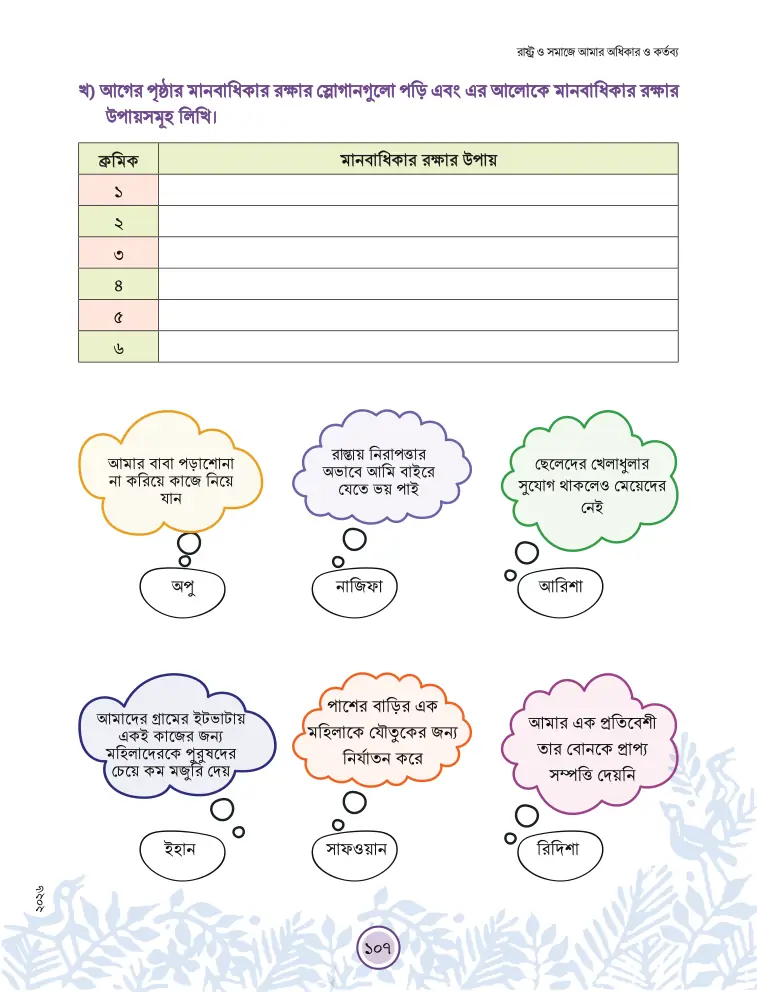 রাষ্ট্র ও সমাজে আমার অধিকার ও কর্তব্য
খ) আগের পৃষ্ঠার মানবাধিকার রক্ষার স্লোগানগুলো পড়ি এবং এর আলোকে মানবাধিকার রক্ষার
উপায়সমূহ লিখি।
ক্রমিক মানবাধিকার রক্ষার উপায়
১
২
৩
৪
৫
৬
আমার বাবা পড়াশোনা
না করিয়ে কাজে নিয়ে
যান
অপু
রাস্তায় নিরাপত্তার
অভাবে আমি বাইরে
যেতে ভয় পাই
নাজিফা
ছেলেদের খেলাধুলার
সুযোগ থাকলেও মেয়েদের
নেই
আরিশা
আমাদের গ্রামের ইটভাটায়
একই কাজের জন্য
মহিলাদেরকে পুরুষদের
চেয়ে কম মজুরি দেয়
ইহান
পাশের বাড়ির এক
মহিলাকে যৌতুকের জন্য
নির্যাতন করে
সাফওয়ান
আমার এক প্রতিবেশী
তার বোনকে প্রাপ্য
সম্পত্তি দেয়নি
রিদিশা
২০২৬
১০৭